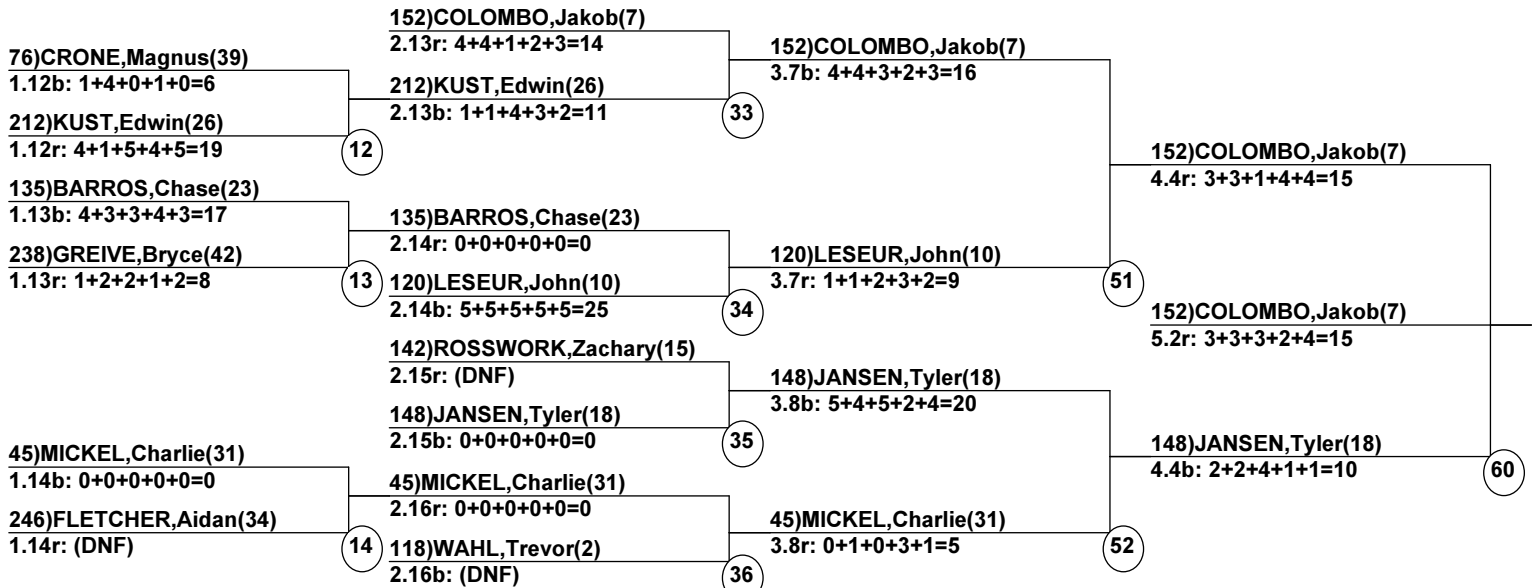 76)CRONE,Magnus(39)
1.12b: 1+4+0+1+0=6
212)KUST,Edwin(26)
1.12r: 4+1+5+4+5=19
12
135)BARROS,Chase(23)
1.13b: 4+3+3+4+3=17
238)GREIVE,Bryce(42)
1.13r: 1+2+2+1+2=8
13
45)MICKEL,Charlie(31)
1.14b: 0+0+0+0+0=0
246)FLETCHER,Aidan(34)
1.14r: (DNF)
14
152)COLOMBO,Jakob(7)
2.13r: 4+4+1+2+3=14
212)KUST,Edwin(26)
2.13b: 1+1+4+3+2=11
33
135)BARROS,Chase(23)
2.14r: 0+0+0+0+0=0
120)LESEUR,John(10)
2.14b: 5+5+5+5+5=25
34
142)ROSSWORK,Zachary(15)
2.15r: (DNF)
148)JANSEN,Tyler(18)
2.15b: 0+0+0+0+0=0
35
45)MICKEL,Charlie(31)
2.16r: 0+0+0+0+0=0
118)WAHL,Trevor(2)
2.16b: (DNF)
36
152)COLOMBO,Jakob(7)
3.7b: 4+4+3+2+3=16
120)LESEUR,John(10)
3.7r: 1+1+2+3+2=9
51
148)JANSEN,Tyler(18)
3.8b: 5+4+5+2+4=20
45)MICKEL,Charlie(31)
3.8r: 0+1+0+3+1=5
52
152)COLOMBO,Jakob(7)
4.4r: 3+3+1+4+4=15
152)COLOMBO,Jakob(7)
5.2r: 3+3+3+2+4=15
148)JANSEN,Tyler(18)
4.4b: 2+2+4+1+1=10
60